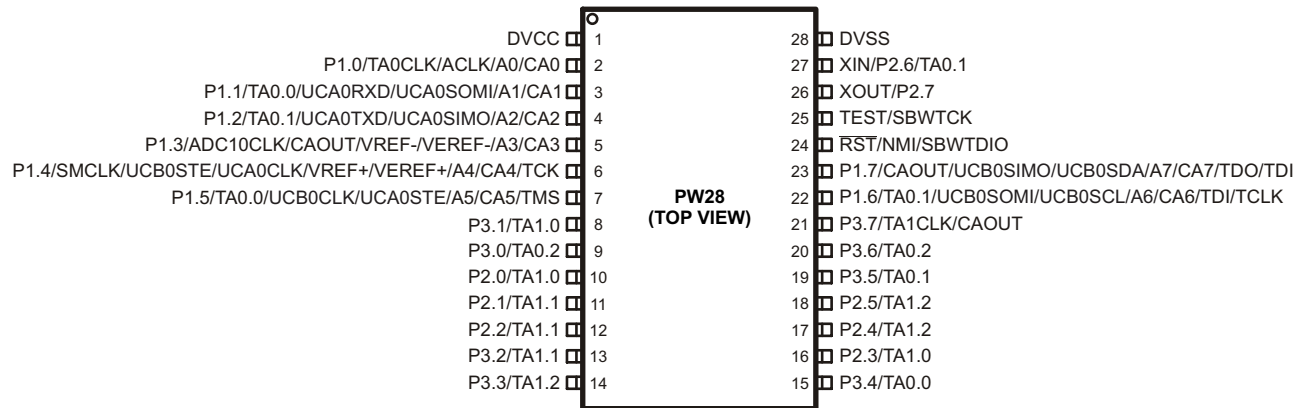 DVCC 1 28 DVSS
P1.0/TA0CLK/ACLK/A0/CA0 2 27 XIN/P2.6/TA0.1
P1.1/TA0.0/UCA0RXD/UCA0SOMI/A1/CA1 3 26 XOUT/P2.7
P1.2/TA0.1/UCA0TXD/UCA0SIMO/A2/CA2 4 25 TEST/SBWTCK
P1.3/ADC10CLK/CAOUT/VREF-/VEREF-/A3/CA3 5 24 RST/NMI/SBWTDIO
P1.4/SMCLK/UCB0STE/UCA0CLK/VREF+/VEREF+/A4/CA4/TCK 6 23 P1.7/CAOUT/UCB0SIMO/UCB0SDA/A7/CA7/TDO/TDI
P1.5/TA0.0/UCB0CLK/UCA0STE/A5/CA5/TMS 7 PW28 22 P1.6/TA0.1/UCB0SOMI/UCB0SCL/A6/CA6/TDI/TCLK
P3.1/TA1.0 8 (TOP VIEW) 21 P3.7/TA1CLK/CAOUT
P3.0/TA0.2 9 20 P3.6/TA0.2
P2.0/TA1.0 10 19 P3.5/TA0.1
P2.1/TA1.1 11 18 P2.5/TA1.2
P2.2/TA1.1 12 17 P2.4/TA1.2
P3.2/TA1.1 13 16 P2.3/TA1.0
P3.3/TA1.2 14 15 P3.4/TA0.0